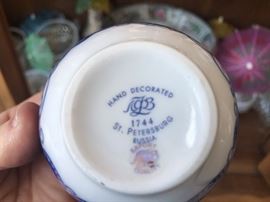 HAND DECORATED
1744
ST. PETERSBURG
RUSSIA